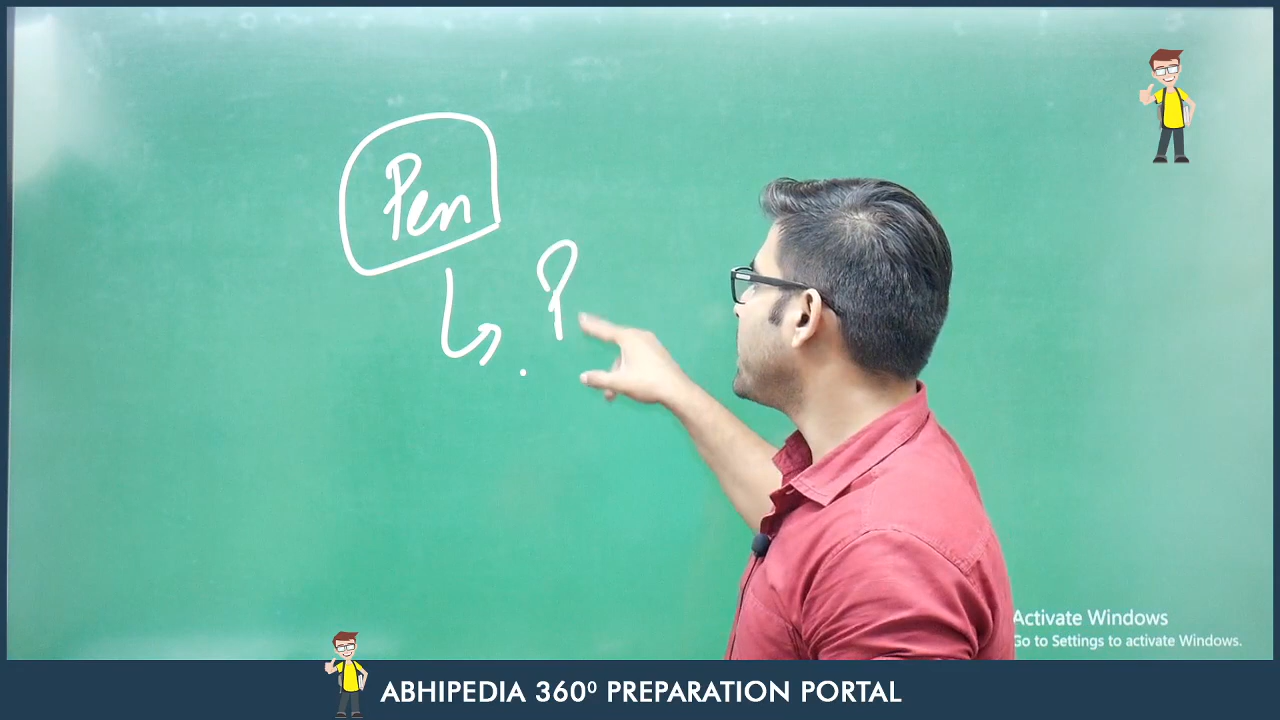 Pen
?
Activate Windows
Go to Settings to activate Windows.
ABHIPEDIA 360⁰ PREPARATION PORTAL